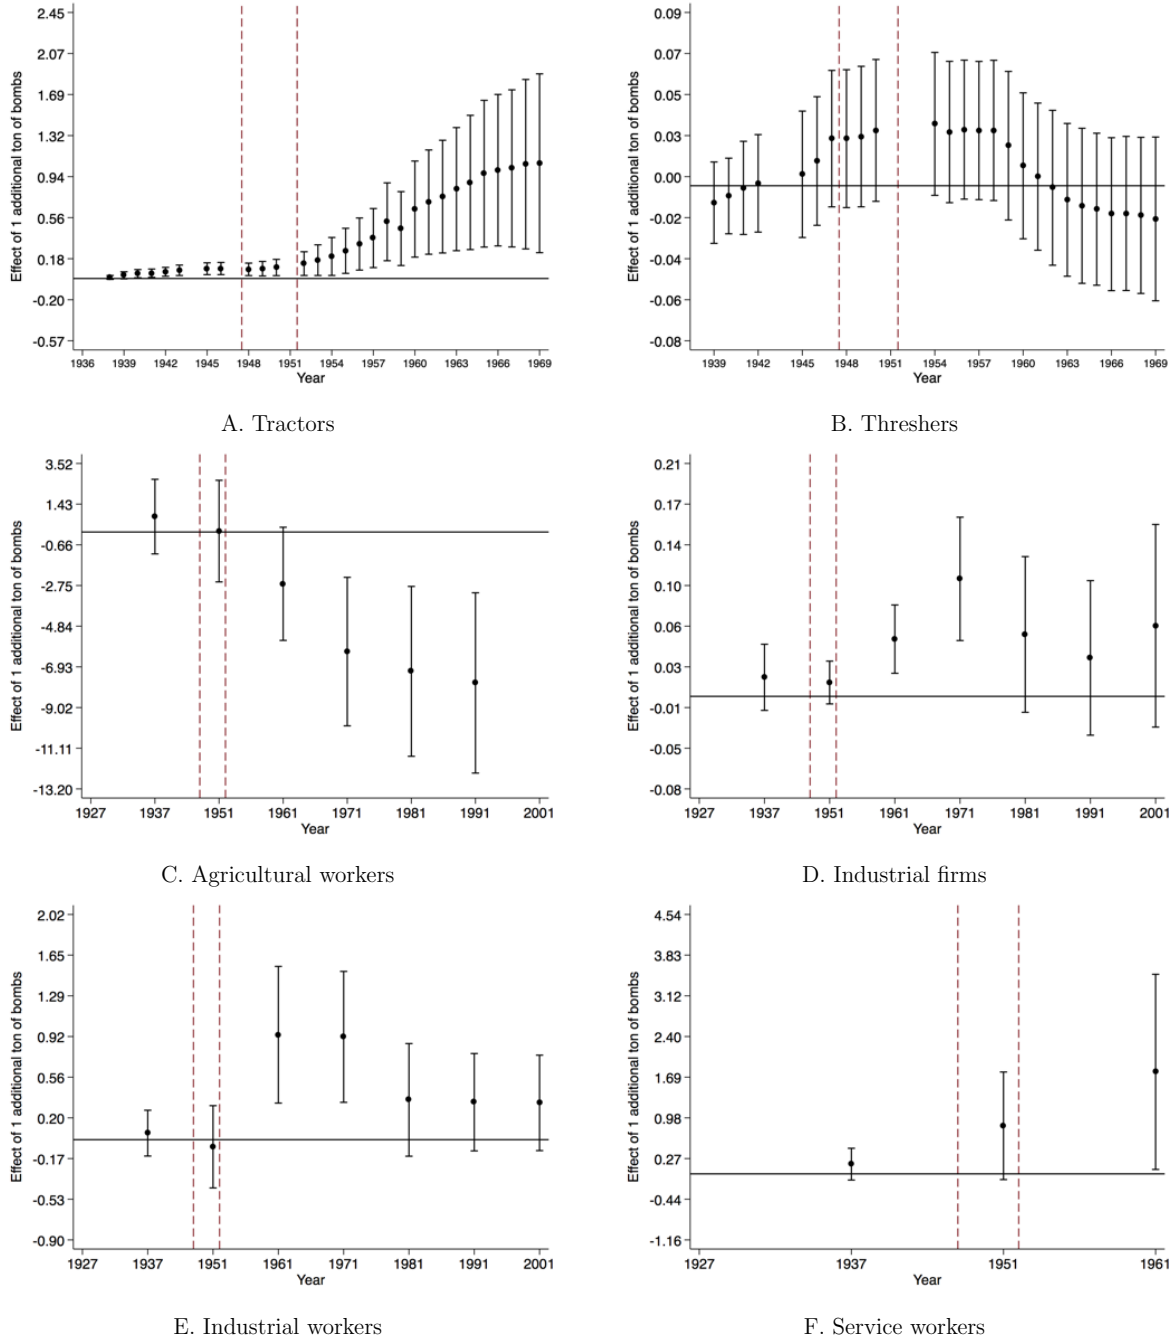 Effect of 1 additional ton of bombs
2.45
2.07
1.69
1.32
0.94
0.56
0.18
-0.20
-0.57
1936 1939 1942 1945 1948 1951 1954 1957 1960 1963 1966 1969
Year
A. Tractors
Effect of 1 additional ton of bombs
0.09
0.07
0.05
0.03
0.00
-0.02
-0.04
-0.06
-0.08
1939 1942 1945 1948 1951 1954 1957 1960 1963 1966 1969
Year
B. Threshers
Effect of 1 additional ton of bombs
3.52
1.43
-0.66
-2.75
-4.84
-6.93
-9.02
-11.11
-13.20
1927 1937 1951 1961 1971 1981 1991 2001
Year
C. Agricultural workers
Effect of 1 additional ton of bombs
0.21
0.17
0.14
0.10
0.06
0.03
-0.01
-0.05
-0.08
1927 1937 1951 1961 1971 1981 1991 2001
Year
D. Industrial firms
Effect of 1 additional ton of bombs
2.02
1.65
1.29
0.92
0.56
0.20
-0.17
-0.53
-0.90
1927 1937 1951 1961 1971 1981 1991 2001
Year
E. Industrial workers
Effect of 1 additional ton of bombs
4.54
3.83
3.12
2.40
1.69
0.98
0.27
-0.44
-1.16
1927 1937 1951 1961
Year
F. Service workers